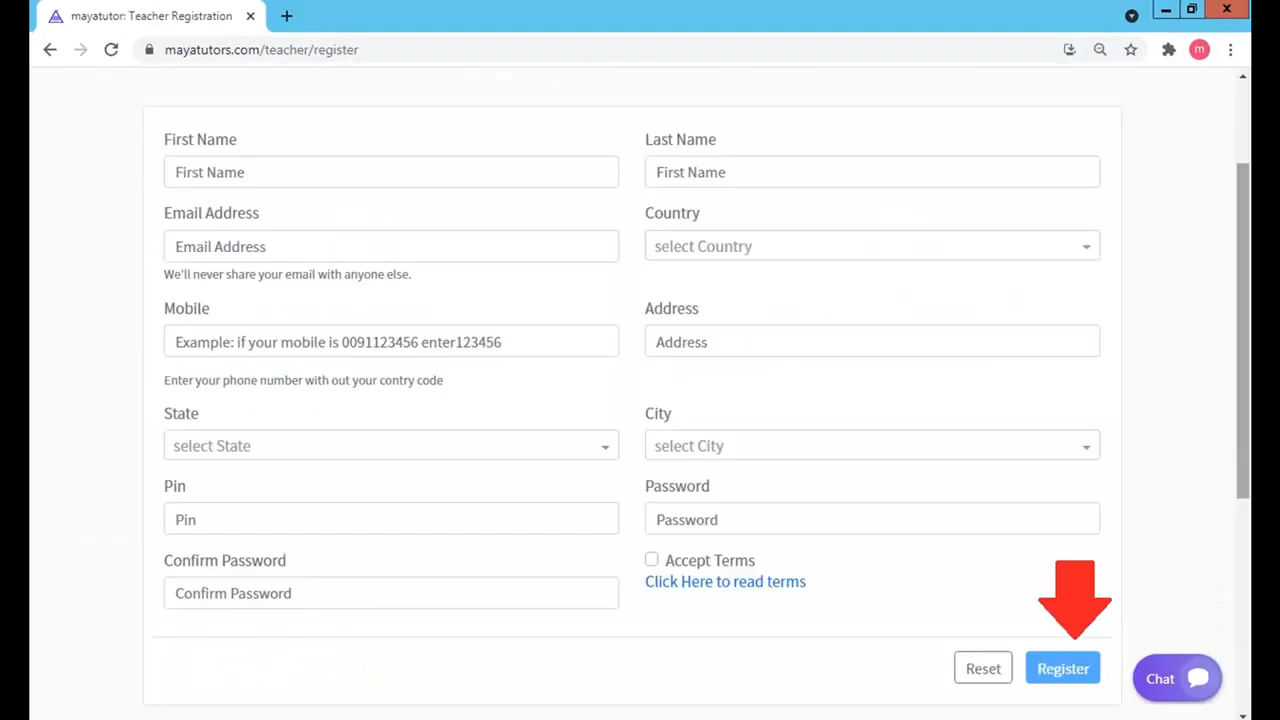 mayatutor: Teacher Registration
mayatutors.com/teacher/register
m
First Name
Last Name
First Name
First Name
Email Address
Country
Email Address
select Country
We'll never share your email with anyone else.
Mobile
Address
Example: if your mobile is 0091123456 enter123456
Address
Enter your phone number with out your contry code
State
City
select State
select City
Pin
Password
Pin
Password
Confirm Password
Accept Terms
Click Here to read terms
Confirm Password
Reset
Register
Chat